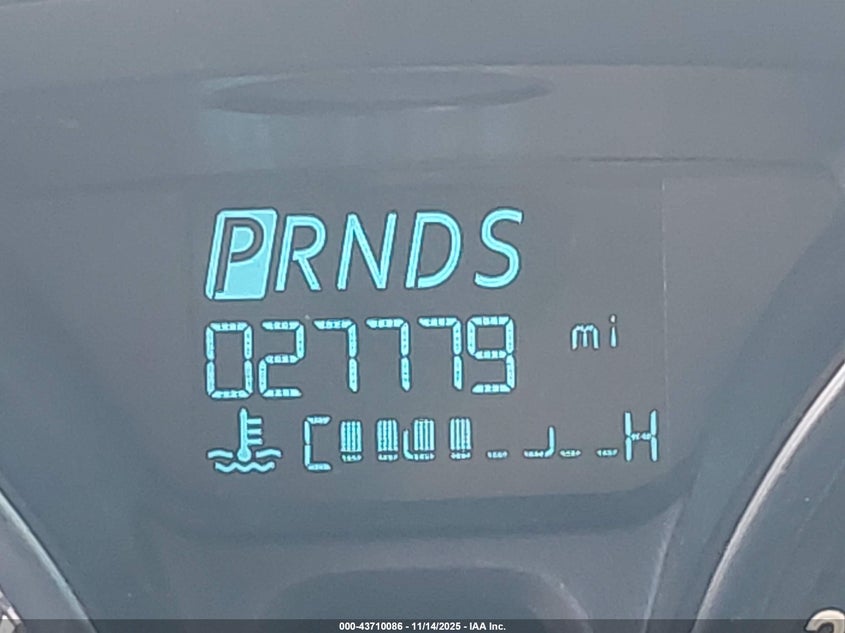 PRNDS
027779 mi
C H
000-43710086 - 11/14/2025 - IAA Inc.